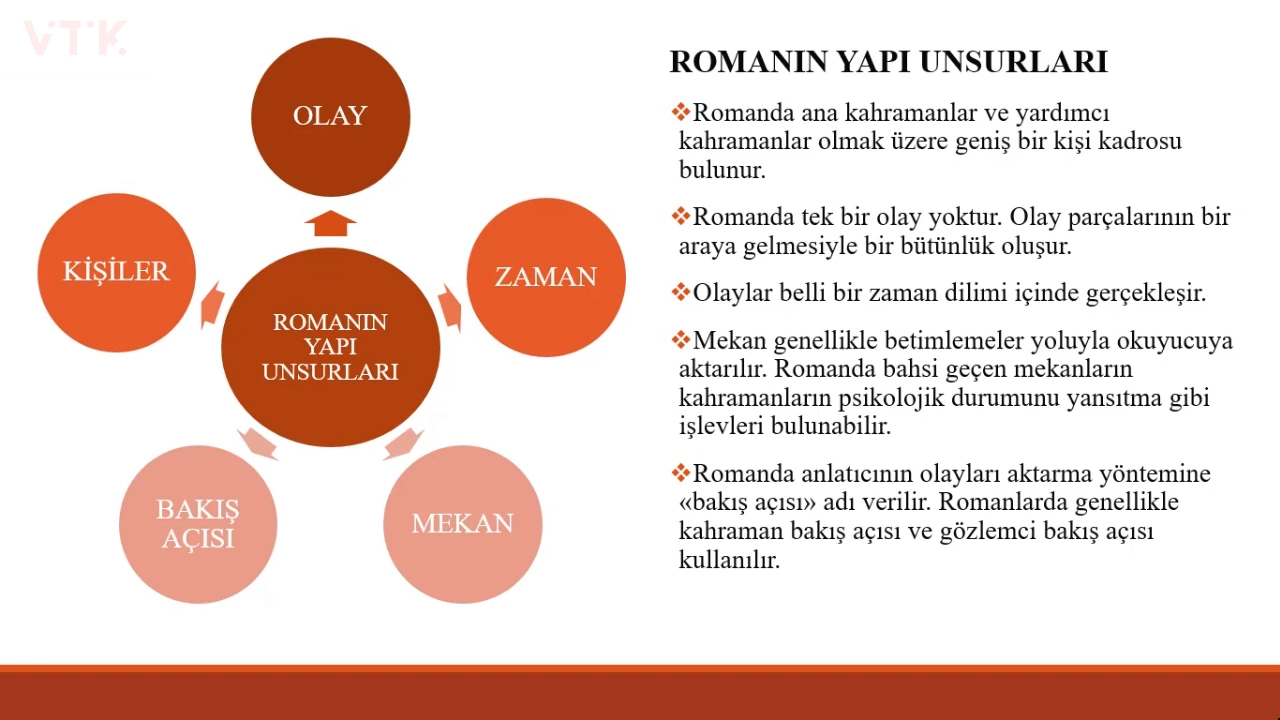 VİTİK
OLAY
KİŞİLER
ZAMAN
ROMANIN
YAPI
UNSURLARI
BAKIŞ
AÇISI
MEKAN
ROMANIN YAPI UNSURLARI
❖Romanda ana kahramanlar ve yardımcı
kahramanlar olmak üzere geniş bir kişi kadrosu
bulunur.
❖Romanda tek bir olay yoktur. Olay parçalarının bir
araya gelmesiyle bir bütünlük oluşur.
❖Olaylar belli bir zaman dilimi içinde gerçekleşir.
❖Mekan genellikle betimlemeler yoluyla okuyucuya
aktarılır. Romanda bahsi geçen mekanların
kahramanların psikolojik durumunu yansıtma gibi
işlevleri bulunabilir.
❖Romanda anlatıcının olayları aktarma yöntemine
«bakış açısı» adı verilir. Romanlarda genellikle
kahraman bakış açısı ve gözlemci bakış açısı
kullanılır.